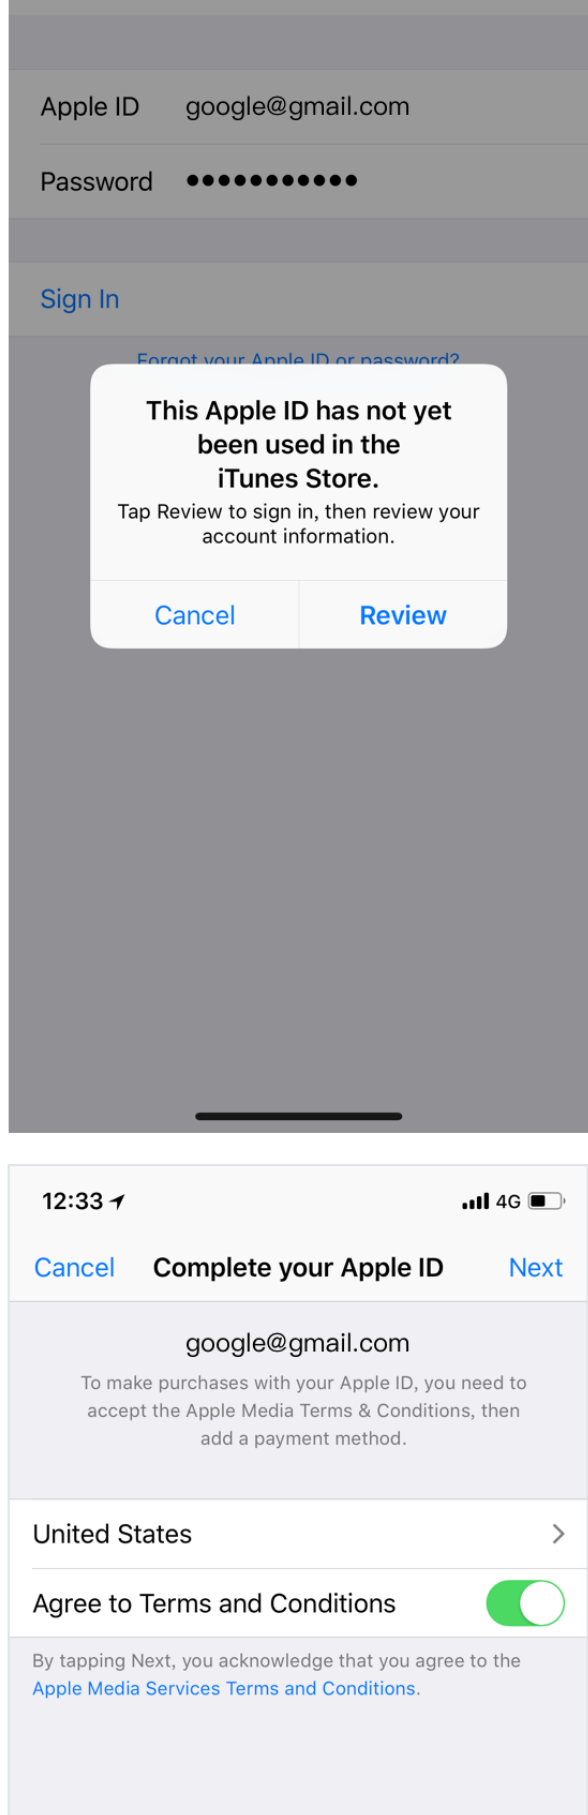 Apple ID google@gmail.com
Password ●●●●●●●●●●●
Sign In
Forgot your Apple ID or password?
This Apple ID has not yet
been used in the
iTunes Store.
Tap Review to sign in, then review your
account information.
Cancel Review
12:33 4G
Cancel Complete your Apple ID Next
google@gmail.com
To make purchases with your Apple ID, you need to
accept the Apple Media Terms & Conditions, then
add a payment method.
United States
Agree to Terms and Conditions
By tapping Next, you acknowledge that you agree to the
Apple Media Services Terms and Conditions.